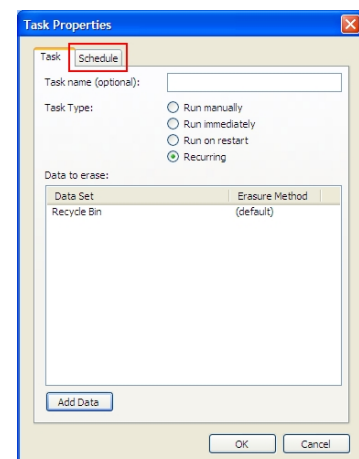 Task Properties
Task Schedule
Task name (optional):
Task Type: Run manually
Run immediately
Run on restart
Recurring
Data to erase:
Data Set Erasure Method
Recycle Bin (default)
Add Data
OK Cancel